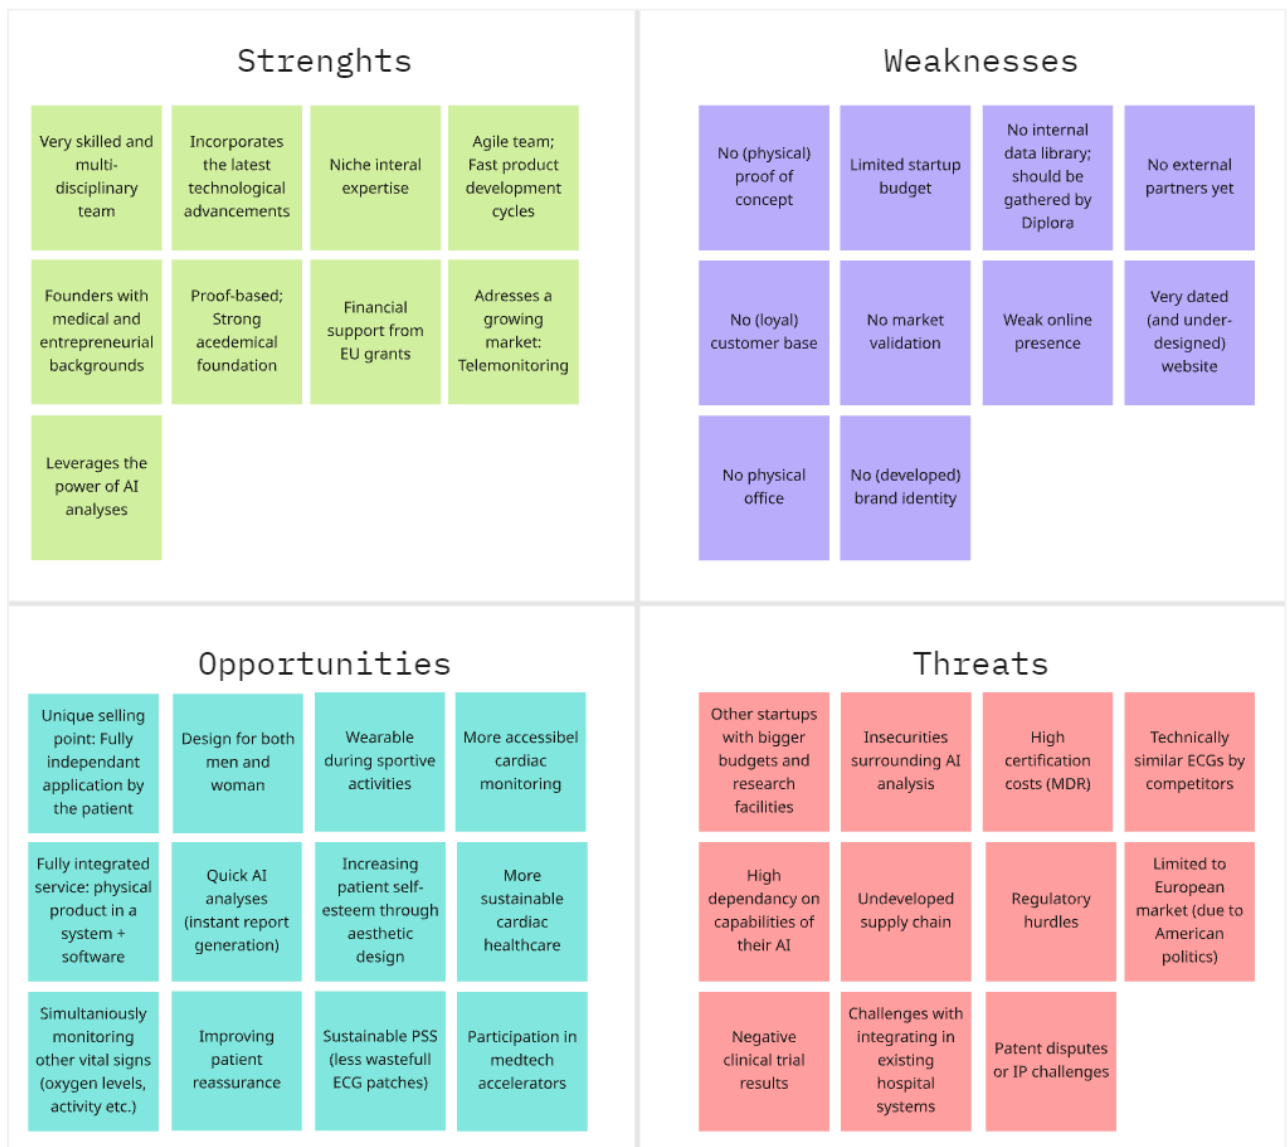 Strenghts
Very skilled and
multi-
disciplinary
team
Incorporates
the latest
technological
advancements
Niche interal
expertise
Agile team;
Fast product
development
cycles
Founders with
medical and
entrepreneurial
backgrounds
Proof-based;
Strong
acedemical
foundation
Financial
support from
EU grants
Adresses a
growing
market:
Telemonitoring
Leverages the
power of AI
analyses
Weaknesses
No (physical)
proof of
concept
Limited startup
budget
No internal
data library;
should be
gathered by
Diplora
No external
partners yet
No (loyal)
customer base
No market
validation
Weak online
presence
Very dated
(and under-
designed)
website
No physical
office
No (developed)
brand identity
Opportunities
Unique selling
point: Fully
independant
application by
the patient
Design for both
men and
woman
Wearable
during sportive
activities
More accessibel
cardiac
monitoring
Fully integrated
service: physical
product in a
system +
software
Quick AI
analyses
(instant report
generation)
Increasing
patient self-
esteem through
aesthetic
design
More
sustainable
cardiac
healthcare
Simultaniously
monitoring
other vital signs
(oxygen levels,
activity etc.)
Improving
patient
reassurance
Sustainable PSS
(less wastefull
ECG patches)
Participation in
medtech
accelerators
Threats
Other startups
with bigger
budgets and
research
facilities
Insecurities
surrounding AI
analysis
High
certification
costs (MDR)
Technically
similar ECGs by
competitors
High
dependancy on
capabilities of
their AI
Undeveloped
supply chain
Regulatory
hurdles
Limited to
European
market (due to
American
politics)
Negative
clinical trial
results
Challenges with
integrating in
existing
hospital
systems
Patent disputes
or IP challenges